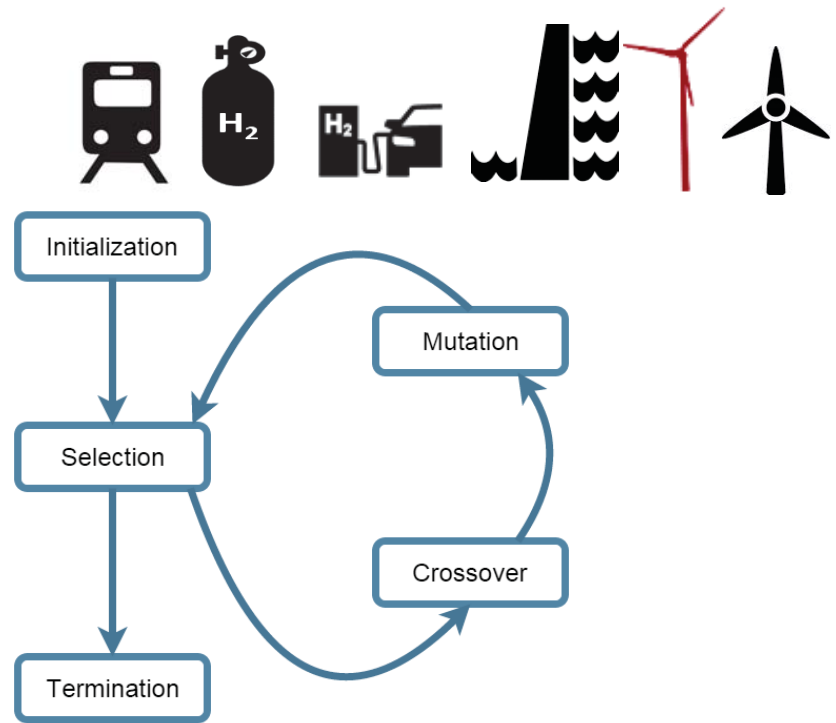 H₂
H₂
Initialization
Mutation
Selection
Crossover
Termination